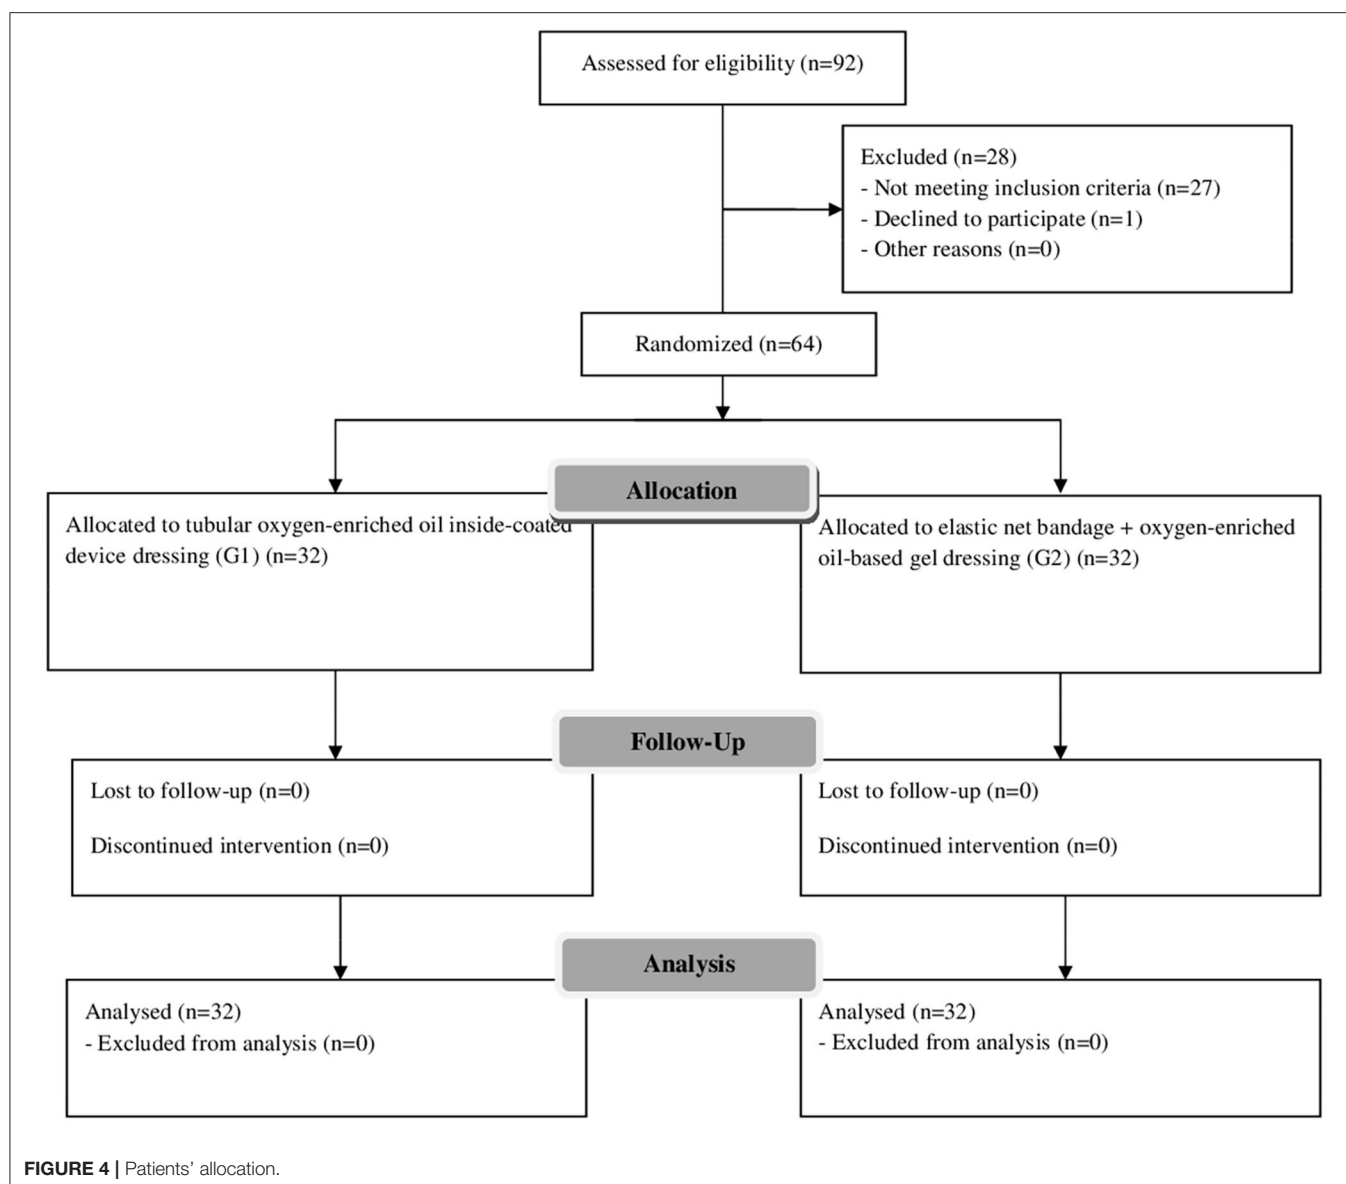 Assessed for eligibility (n=92)
Excluded (n=28)
- Not meeting inclusion criteria (n=27)
- Declined to participate (n=1)
- Other reasons (n=0)
Randomized (n=64)
Allocation
Allocated to tubular oxygen-enriched oil inside-coated
device dressing (G1) (n=32)
Allocated to elastic net bandage + oxygen-enriched
oil-based gel dressing (G2) (n=32)
Follow-Up
Lost to follow-up (n=0)
Discontinued intervention (n=0)
Lost to follow-up (n=0)
Discontinued intervention (n=0)
Analysis
Analysed (n=32)
- Excluded from analysis (n=0)
Analysed (n=32)
- Excluded from analysis (n=0)
FIGURE 4 | Patients' allocation.